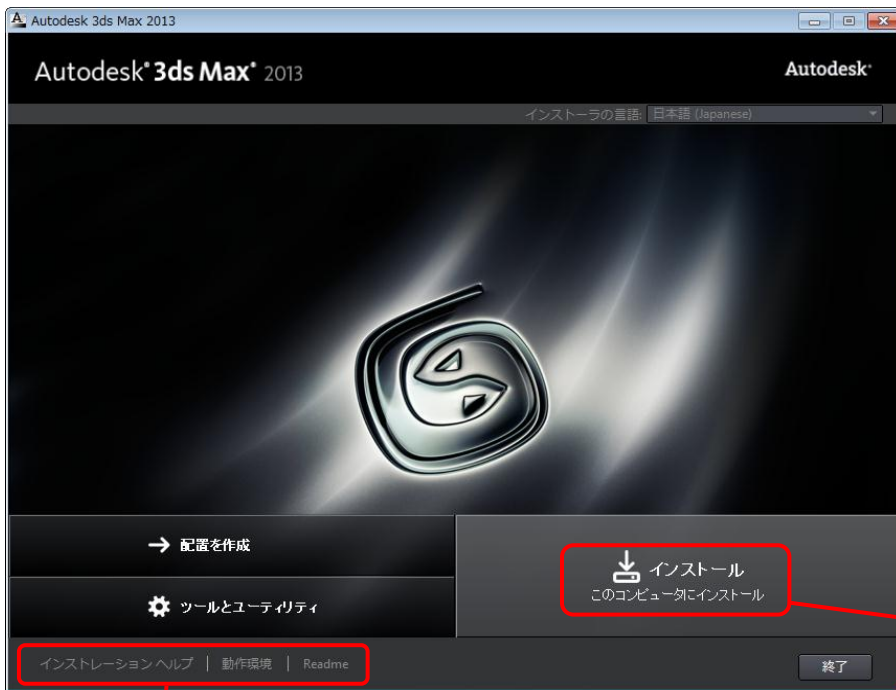 Autodesk 3ds Max 2013
Autodesk® 3ds Max® 2013
Autodesk®
インストーラの言語: 日本語 (Japanese)
配置を作成
ツールとユーティリティ
インストール
このコンピュータにインストール
インストレーション ヘルプ | 動作環境 | Readme
終了